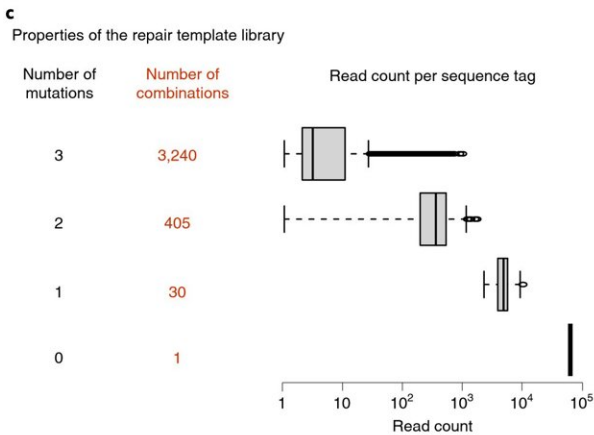 c
Properties of the repair template library
Number of mutations
Number of combinations
Read count per sequence tag
3 3,240
2 405
1 30
0 1
1 10 10² 10³ 10⁴ 10⁵
Read count